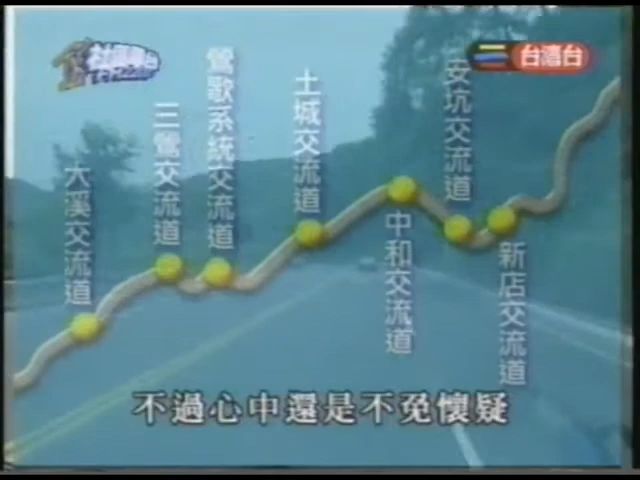 台灣台
大溪交流道
三鶯交流道
鶯歌系統交流道
土城交流道
中和交流道
安坑交流道
新店交流道
不過心中還是不免懷疑